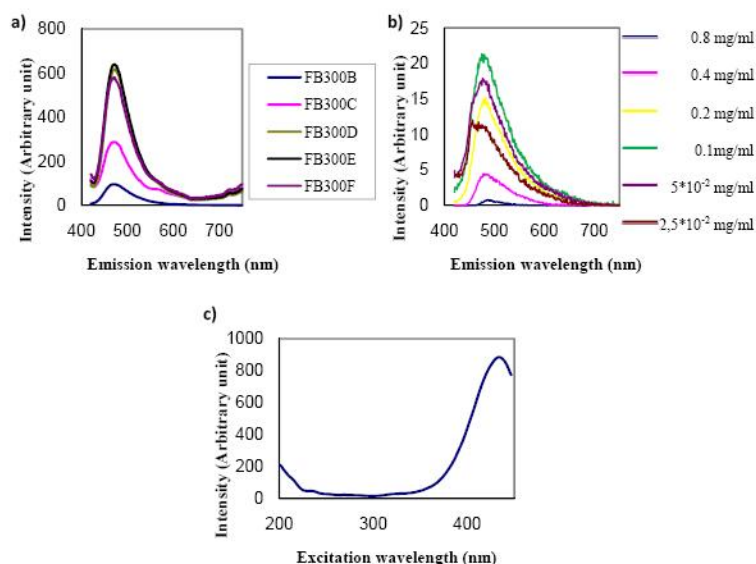 a)
800
600
400
200
0
400 500 600 700
Intensity (Arbitrary unit)
Emission wavelength (nm)
FB300B
FB300C
FB300D
FB300E
FB300F
b)
25
20
15
10
5
0
400 500 600 700
Intensity (Arbitrary unit)
Emission wavelength (nm)
0.8 mg/ml
0.4 mg/ml
0.2 mg/ml
0.1mg/ml
5*10⁻² mg/ml
2,5*10⁻² mg/ml
c)
1000
800
600
400
200
0
200 300 400
Intensity (Arbitrary unit)
Excitation wavelength (nm)